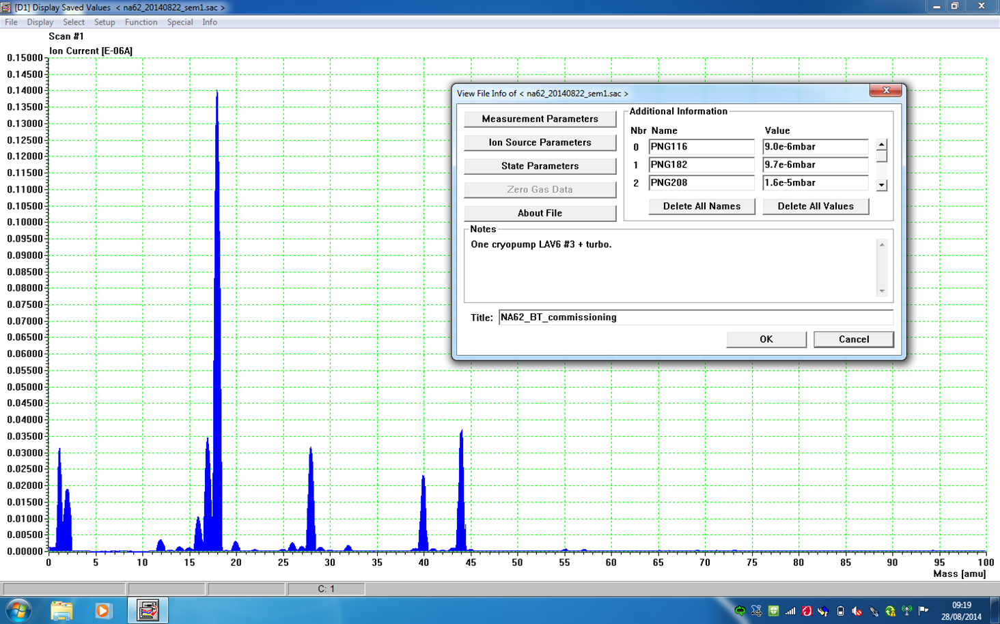 [D1] Display Saved Values < na62_20140822_sem1.sac >
File Display Select Setup Function Special Info
Scan #1
Ion Current [E-06A]
0.15000
0.14500
0.14000
0.13500
0.13000
0.12500
0.12000
0.11500
0.11000
0.10500
0.10000
0.09500
0.09000
0.08500
0.08000
0.07500
0.07000
0.06500
0.06000
0.05500
0.05000
0.04500
0.04000
0.03500
0.03000
0.02500
0.02000
0.01500
0.01000
0.00500
0.00000
0 5 10 15 20 25 30 35 40 45 50 55 60 65 70 75 80 85 90 95 100
Mass [amu]
View File Info of < na62_20140822_sem1.sac >
Measurement Parameters
Ion Source Parameters
State Parameters
Zero Gas Data
About File
Additional Information
Nbr Name Value
0 PNG116 9.0e-6mbar
1 PNG182 9.7e-6mbar
2 PNG208 1.6e-5mbar
Delete All Names Delete All Values
Notes
One cryopump LAV6 #3 + turbo.
Title: NA62_BT_commissioning
OK Cancel
C: 1
09:19
28/08/2014